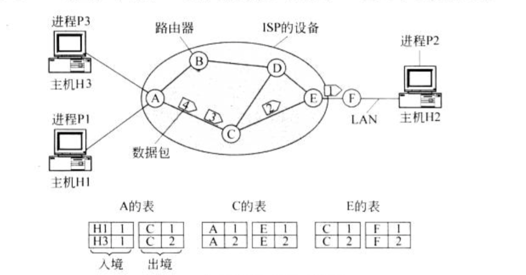 进程P3
路由器
ISP的设备
进程P2
B
D
主机H3
A
E
1
F
4
3
2
进程P1
C
LAN
主机H2
数据包
主机H1
A的表
C的表
E的表
H1 1 C 1 A 1 E 1 C 1 F 1
H3 1 C 2 A 2 E 2 C 2 F 2
入境 出境